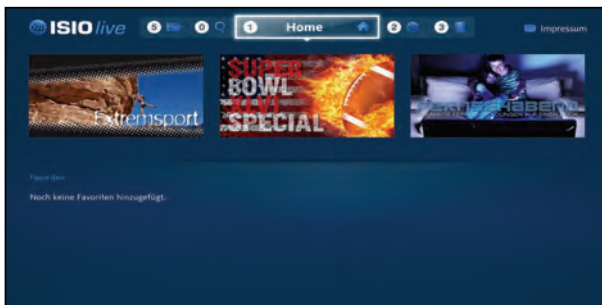 ISIO live 5 0 1 Home 2 3 Impressum
Extremsport
SUPER
BOWL
SPECIAL
FERNSEHABEND
Favoriten
Noch keine Favoriten hinzugefügt.